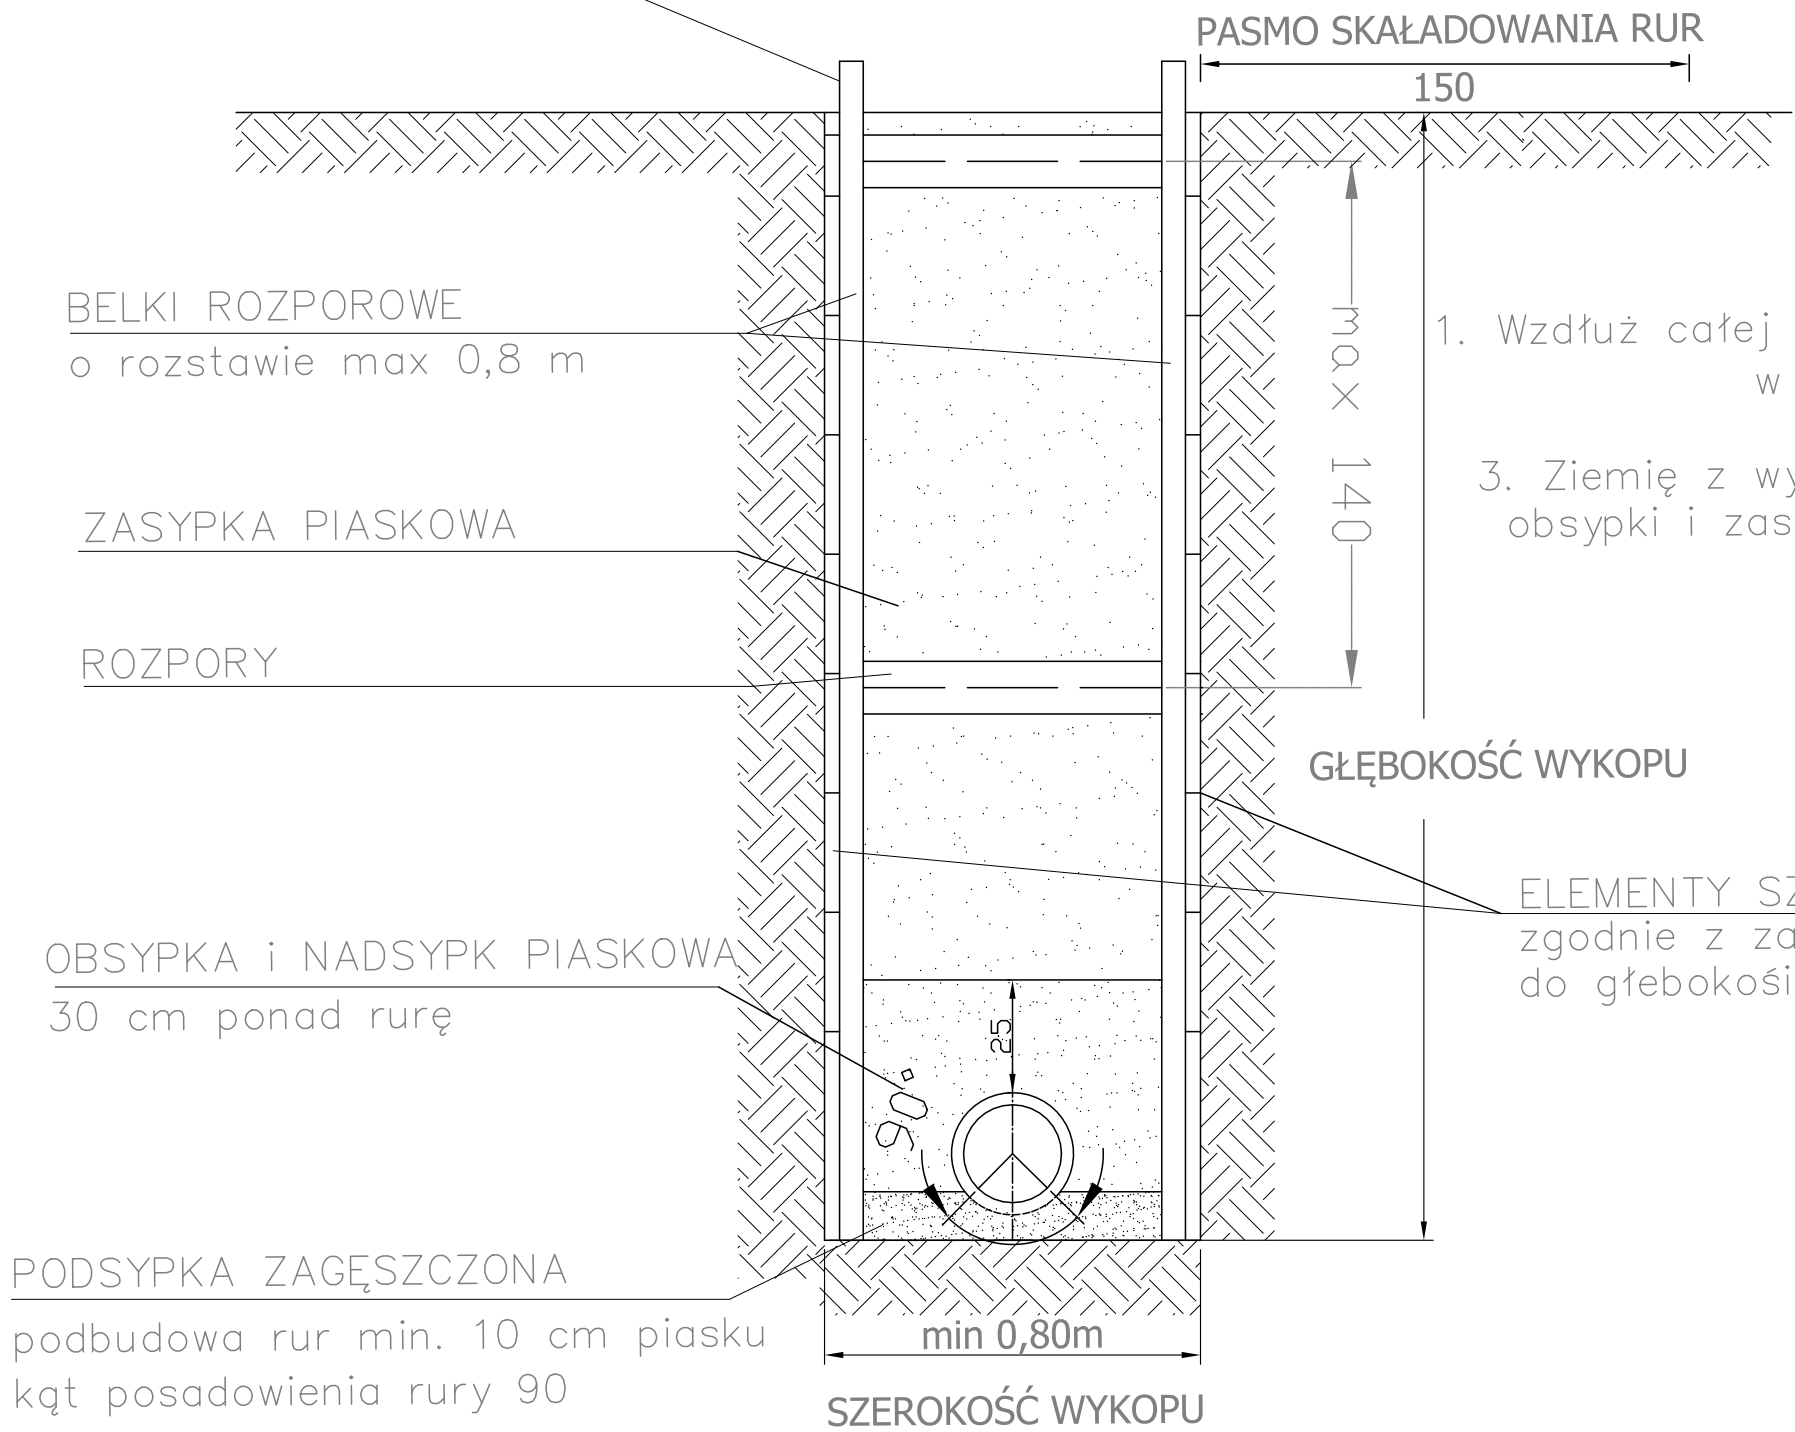 PASMO SKAŁADOWANIA RUR
150
BELKI ROZPOROWE
o rozstawie max 0,8 m
max 140
1. Wzdłuż całej
w
3. Ziemię z wy
obsypki i zas
ZASYPKA PIASKOWA
ROZPORY
GŁĘBOKOŚĆ WYKOPU
ELEMENTY SZ
zgodnie z za
do głebokośi
OBSYPKA i NADSYPK PIASKOWA
30 cm ponad rurę
25
90°
PODSYPKA ZAGĘSZCZONA
podbudowa rur min. 10 cm piasku
kąt posadowienia rury 90
min 0,80m
SZEROKOŚĆ WYKOPU